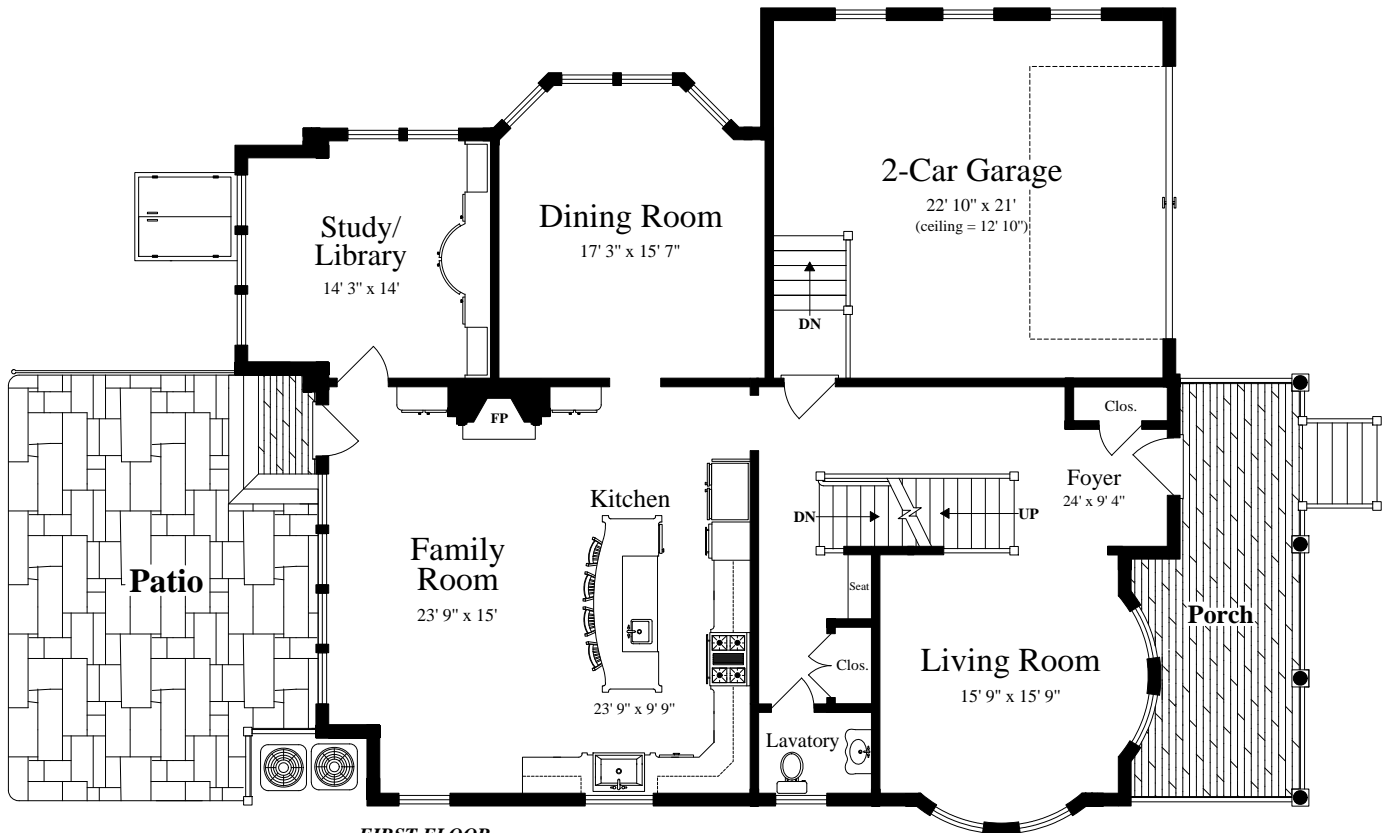 2-Car Garage
22' 10" x 21'
(ceiling = 12' 10")
Dining Room
17' 3" x 15' 7"
Study/
Library
14' 3" x 14'
DN
FP
Clos.
Foyer
24' x 9' 4"
Kitchen
DN
UP
Family
Room
23' 9" x 15'
Patio
Seat
Porch
Clos.
Living Room
15' 9" x 15' 9"
23' 9" x 9' 9"
Lavatory
FIRST FLOOR